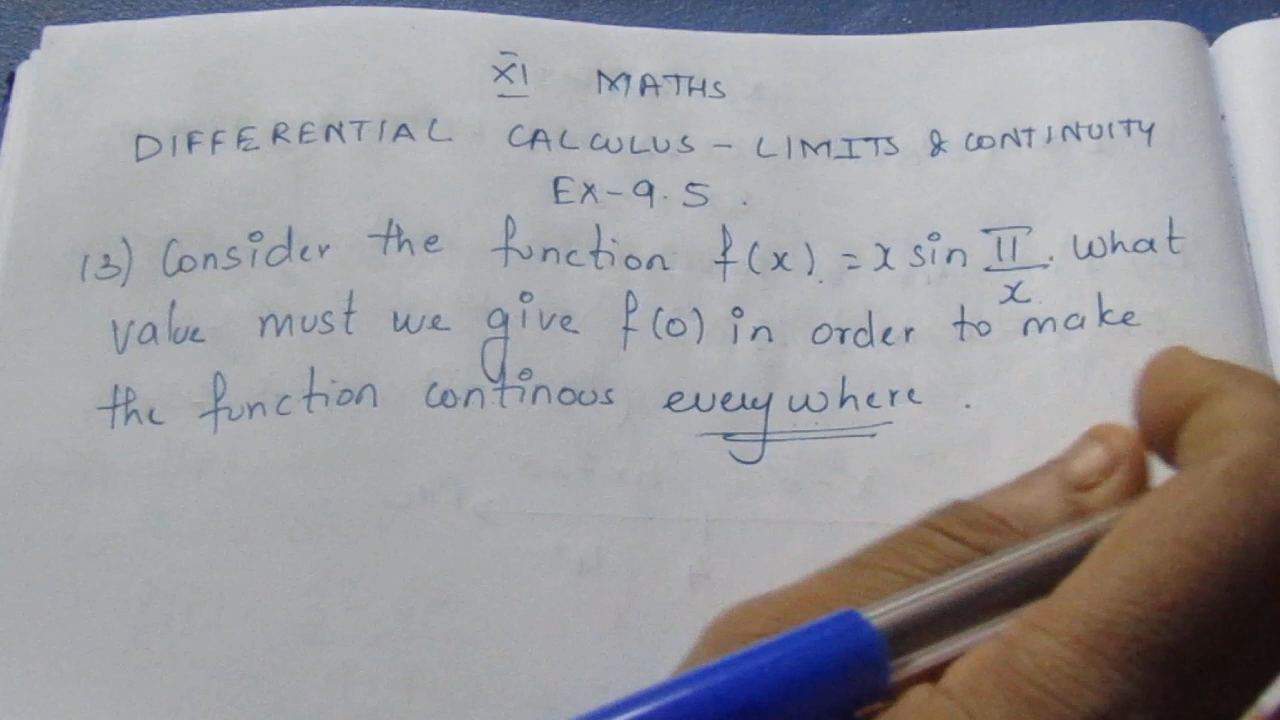 XI MATHS
DIFFERENTIAL CALCULUS - LIMITS & CONTINUITY
EX-9.5.
13) Consider the function f(x) = x sin π/x. what
value must we give f(0) in order to make
the function continous everywhere.